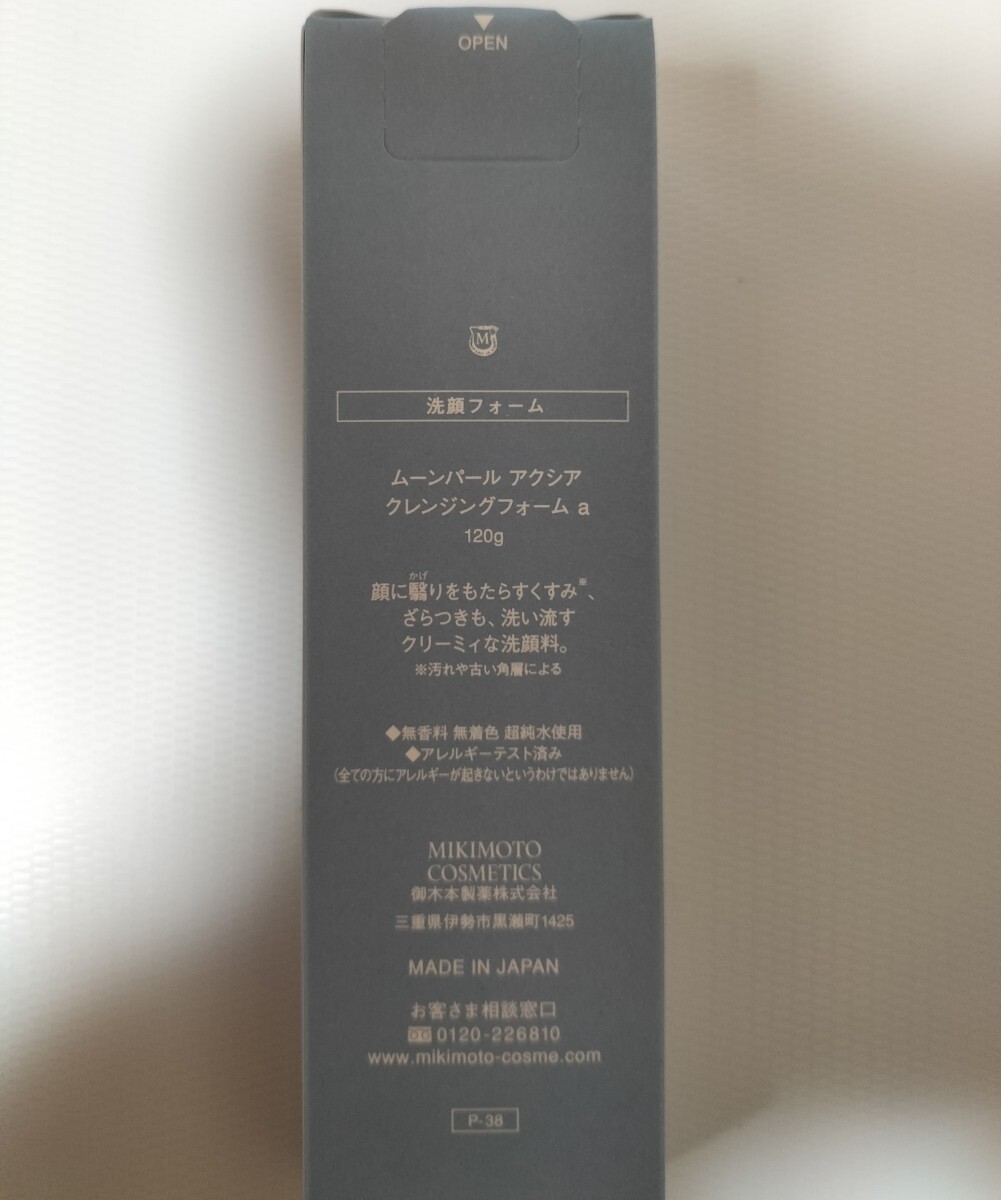 OPEN
M
洗顔フォーム
ムーンパール アクシア
クレンジングフォーム a
120g
顔に翳りをもたらすくすみ※、
かげ
ざらつきも、洗い流す
クリーミィな洗顔料。
※汚れや古い角層による
◆無香料 無着色 超純水使用
◆アレルギーテスト済み
(全ての方にアレルギーが起きないというわけではありません)
MIKIMOTO
COSMETICS
御木本製薬株式会社
三重県伊勢市黒瀬町1425
MADE IN JAPAN
お客さま相談窓口
0120-226810
www.mikimoto-cosme.com
P-38